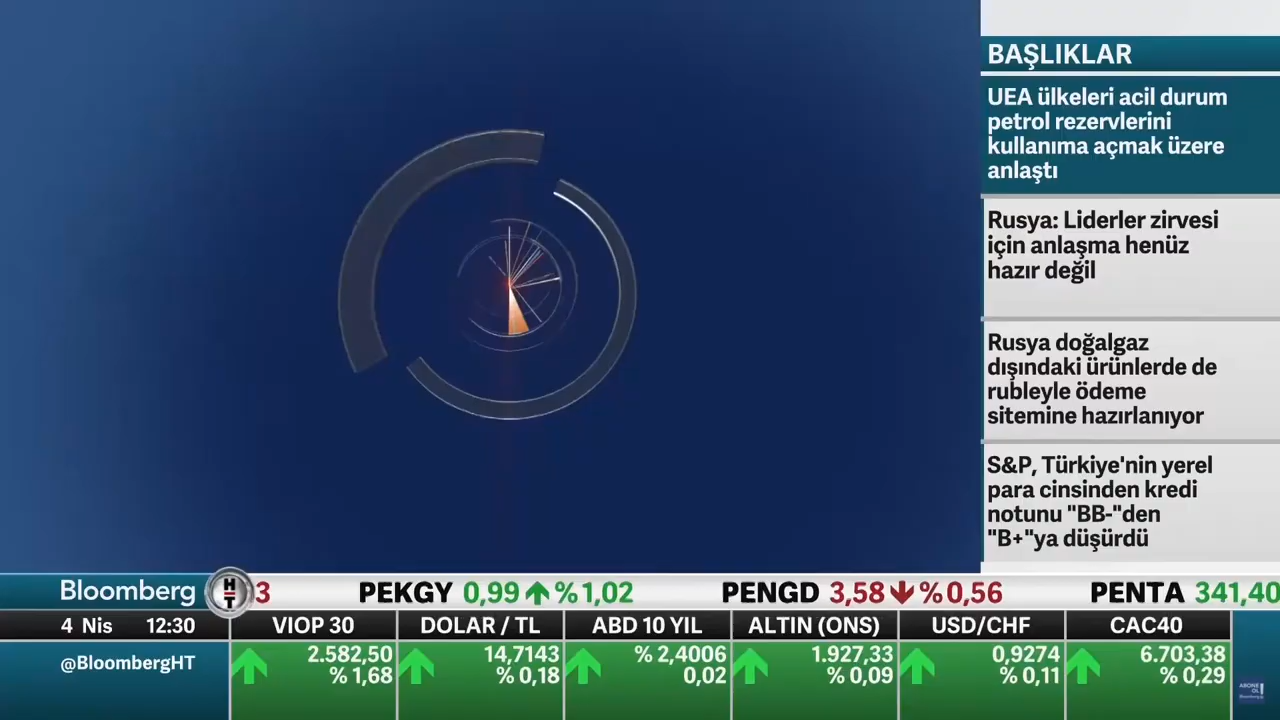 BAŞLIKLAR
UEA ülkeleri acil durum
petrol rezervlerini
kullanıma açmak üzere
anlaştı
Rusya: Liderler zirvesi
için anlaşma henüz
hazır değil
Rusya doğalgaz
dışındaki ürünlerde de
rubleyle ödeme
sitemine hazırlanıyor
S&P, Türkiye'nin yerel
para cinsinden kredi
notunu "BB-"den
"B+"ya düşürdü
Bloomberg HT 3 PEKGY 0,99 %1,02 PENGD 3,58 %0,56 PENTA 341,40
4 Nis 12:30 VIOP 30 DOLAR / TL ABD 10 YIL ALTIN (ONS) USD/CHF CAC40
@BloombergHT 2.582,50 14,7143 % 2,4006 1.927,33 0,9274 6.703,38
% 1,68 % 0,18 0,02 % 0,09 % 0,11 % 0,29
ABONE
OL!